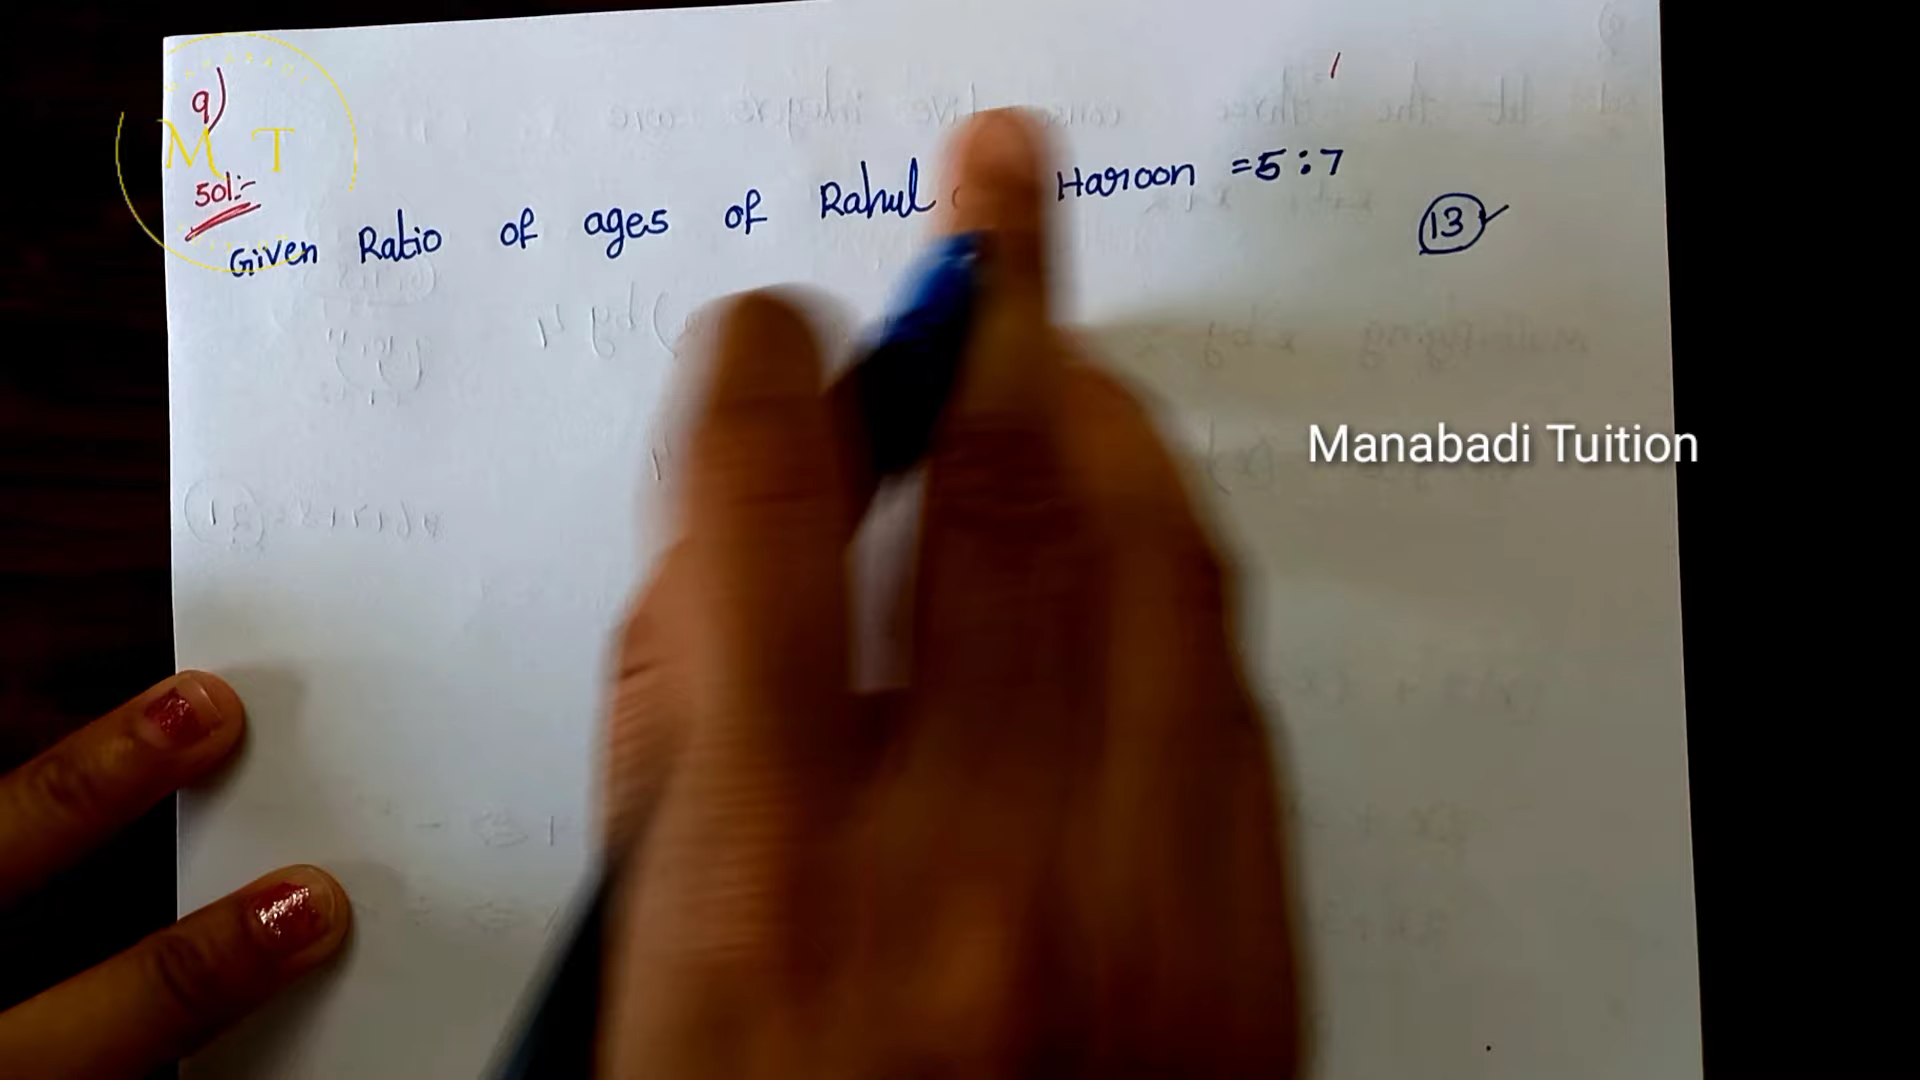 9)
M T
Sol:-
Given Ratio of ages of Rahul Haroon = 5:7
13
Manabadi Tuition